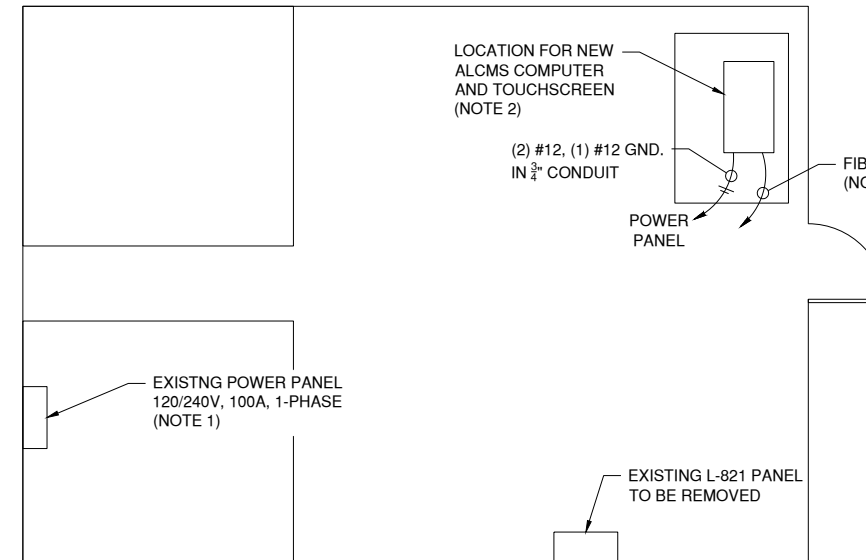 LOCATION FOR NEW
ALCMS COMPUTER
AND TOUCHSCREEN
(NOTE 2)
(2) #12, (1) #12 GND.
IN 3/4" CONDUIT
POWER
PANEL
EXISTNG POWER PANEL
120/240V, 100A, 1-PHASE
(NOTE 1)
EXISTING L-821 PANEL
TO BE REMOVED